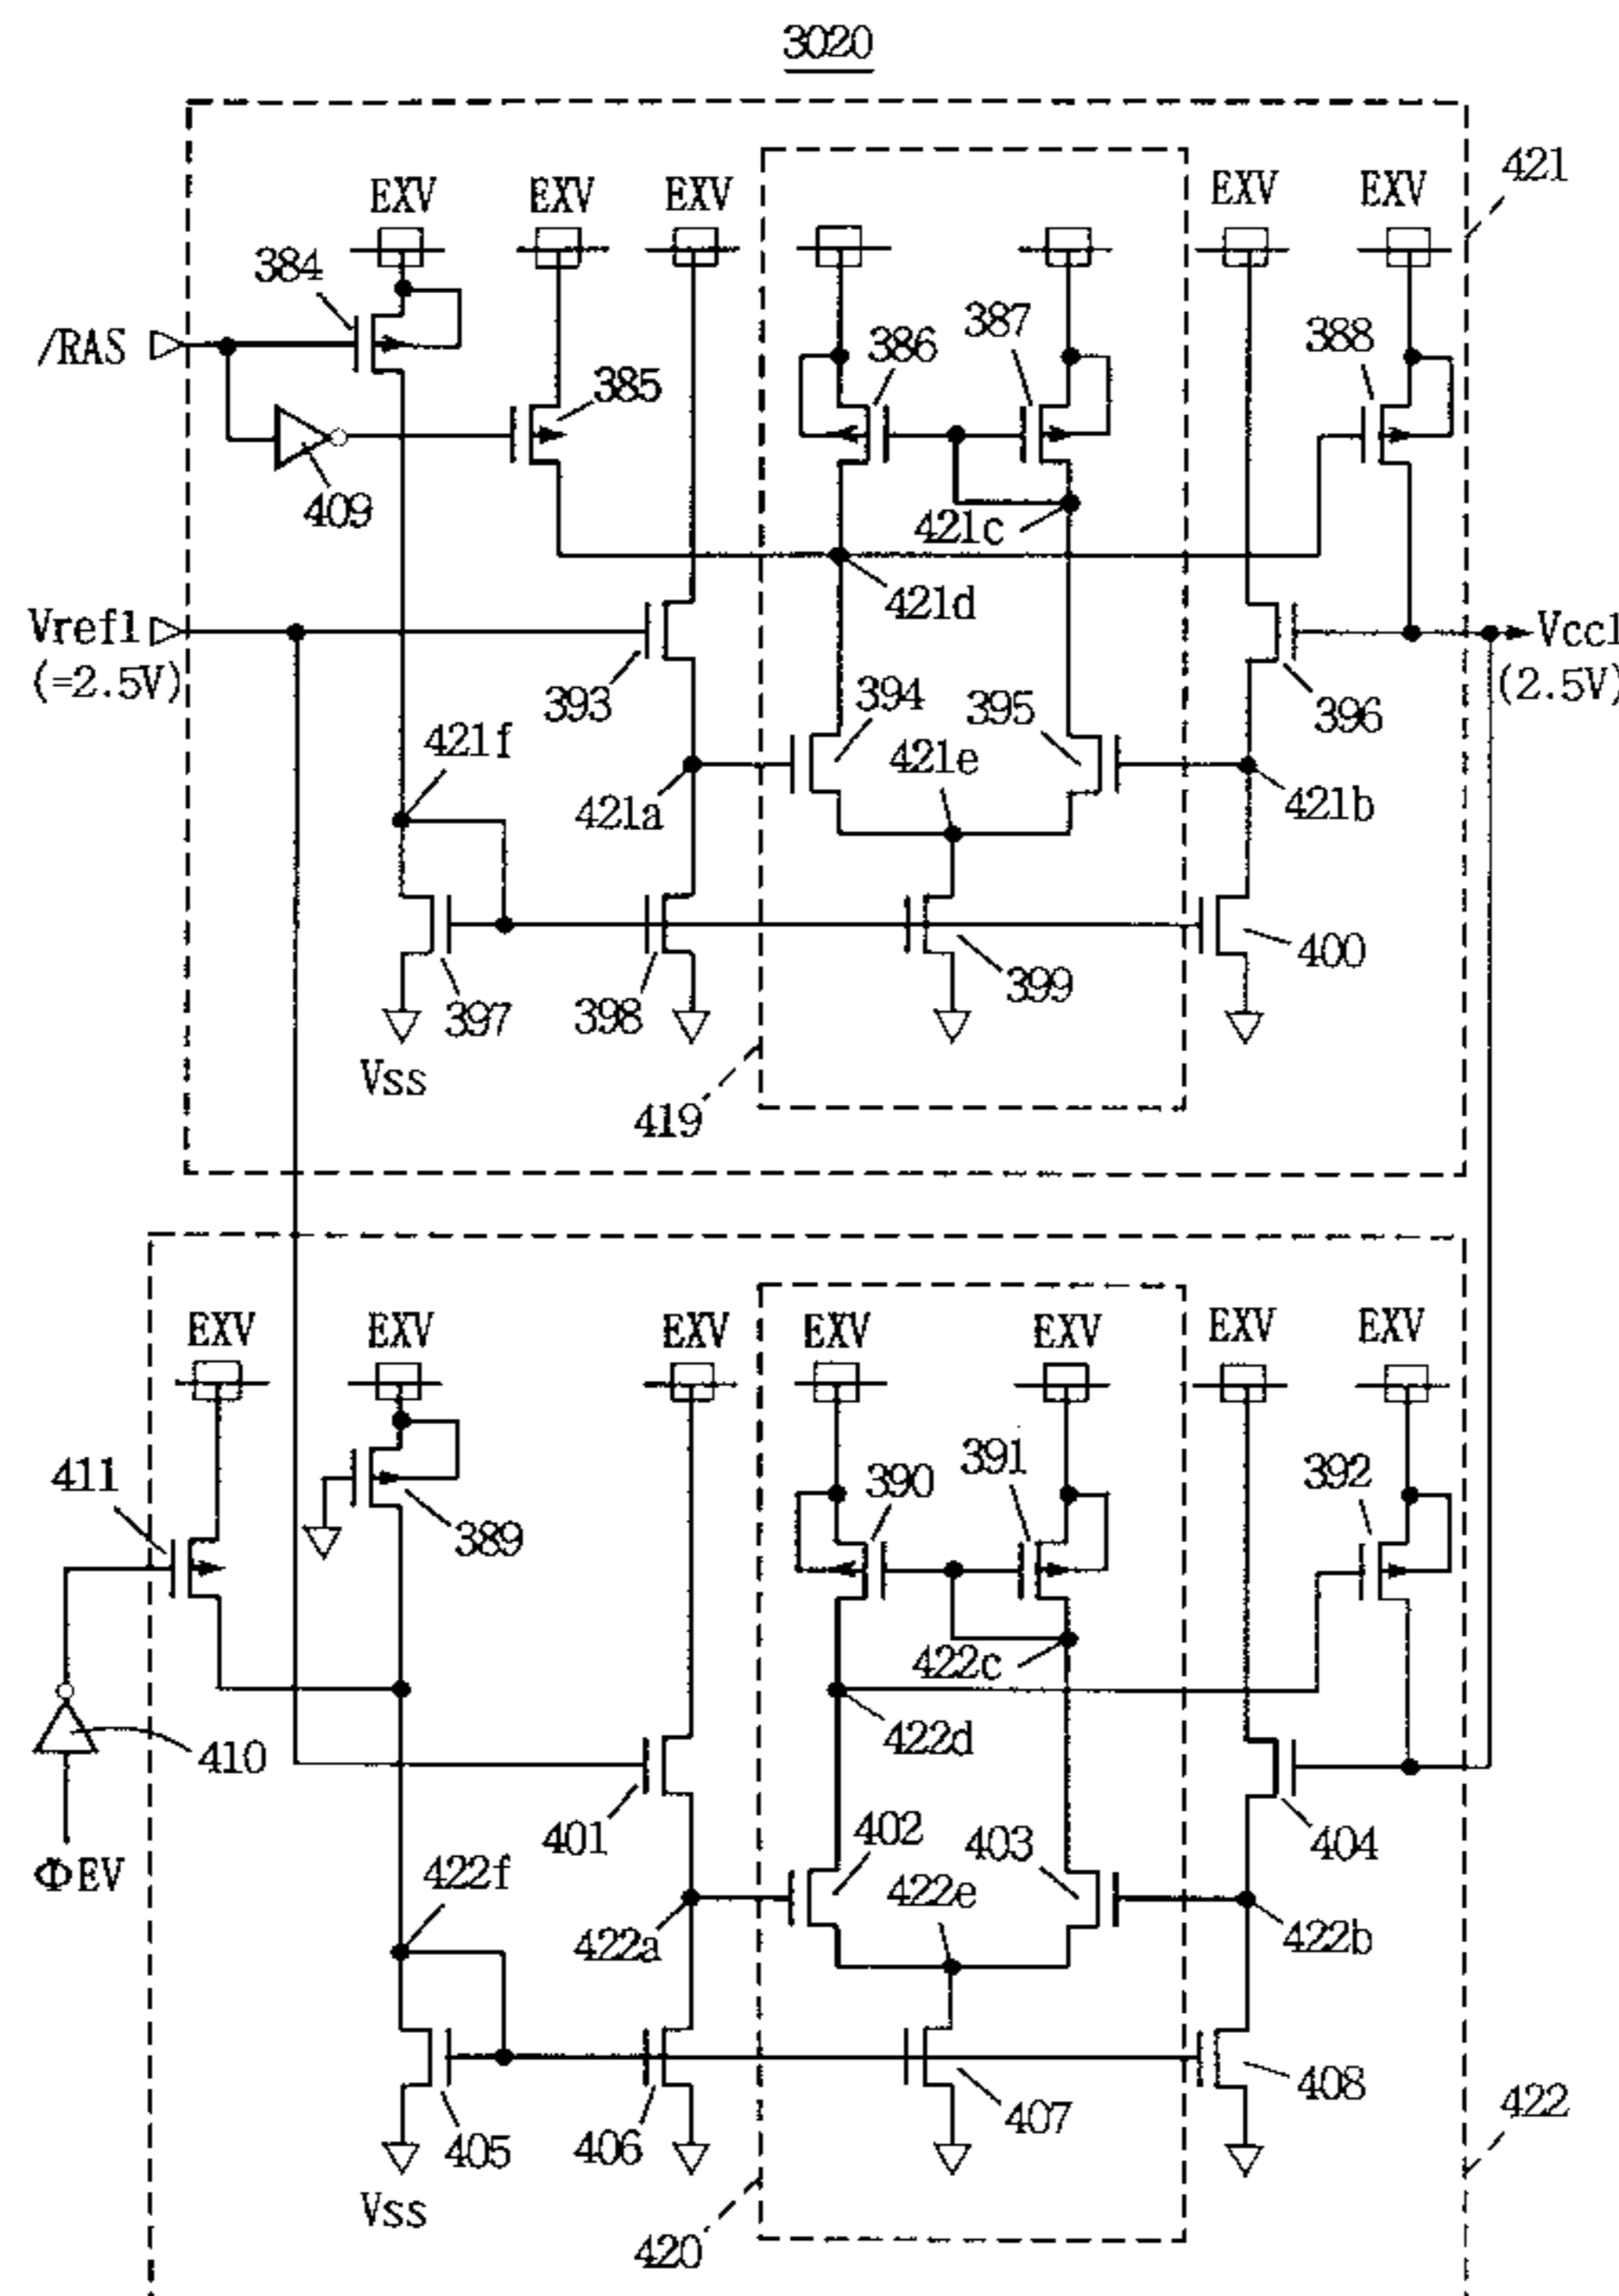 3020
421
EXV EXV EXV EXV EXV
384
/RAS
386 387 388
385
409
421c
421d
Vref1
(=2.5V)
Vcc1
(2.5V)
393 394 395 396
421f 421e
421a 421b
397 398 399 400
Vss
419
EXV EXV EXV EXV EXV EXV EXV
411
390 391 392
389
422c
410
422d
401 402 403 404
ΦEV
422f 422e
422a 422b
405 406 407 408
422
Vss
420